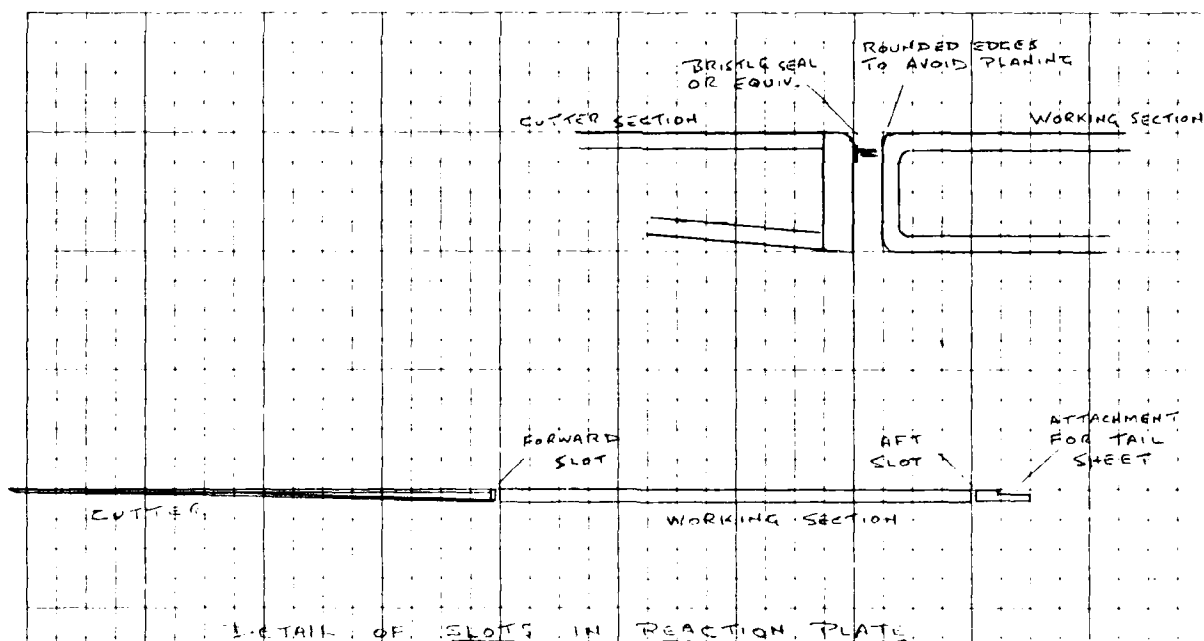 BRISTLE SEAL
OR EQUIV.
ROUNDED EDGES
TO AVOID PLANING
CUTTER SECTION
WORKING SECTION
FORWARD
SLOT
AFT
SLOT
ATTACHMENT
FOR TAIL
SHEET
CUTTER
WORKING SECTION
DETAIL OF SLOTS IN REACTION PLATE